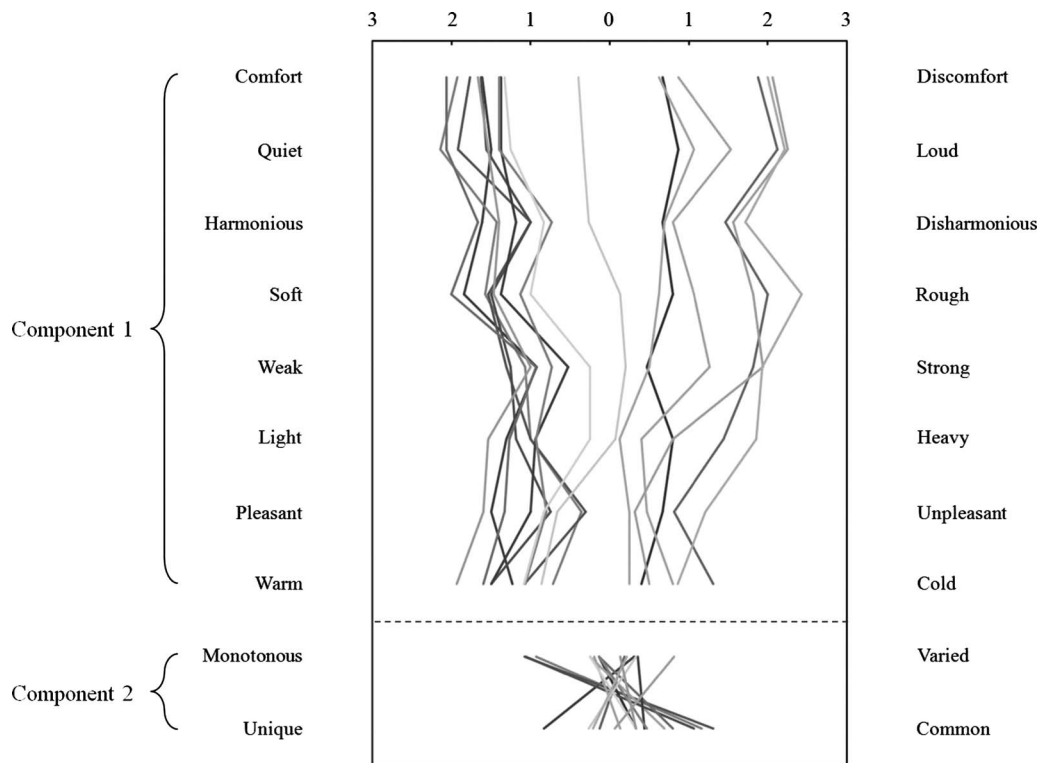 3 2 1 0 1 2 3
Comfort Discomfort
Quiet Loud
Harmonious Disharmonious
Soft Rough
Component 1
Weak Strong
Light Heavy
Pleasant Unpleasant
Warm Cold
Monotonous Varied
Component 2
Unique Common